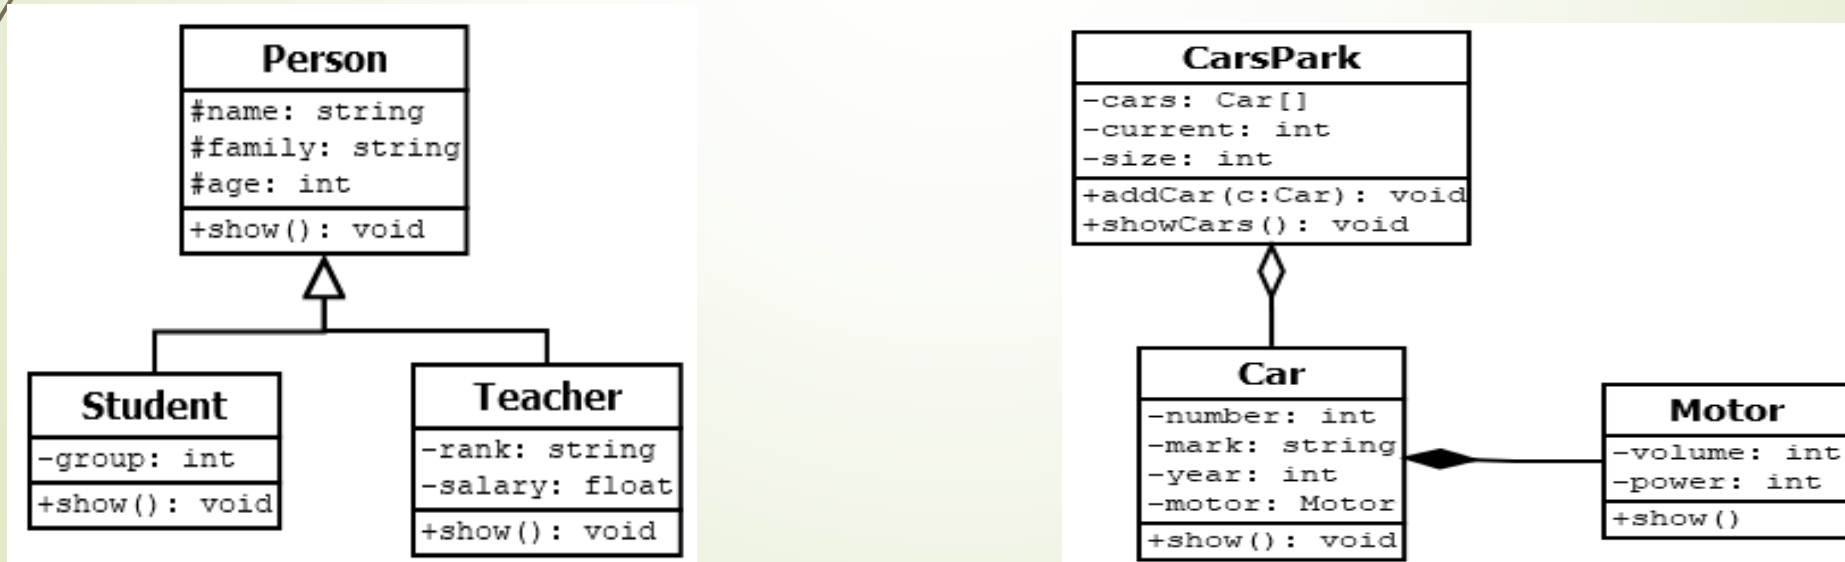 Person
#name: string
#family: string
#age: int
+show(): void
Student
-group: int
+show(): void
Teacher
-rank: string
-salary: float
+show(): void
CarsPark
-cars: Car[]
-current: int
-size: int
+addCar(c:Car): void
+showCars(): void
Car
-number: int
-mark: string
-year: int
-motor: Motor
+show(): void
Motor
-volume: int
-power: int
+show()